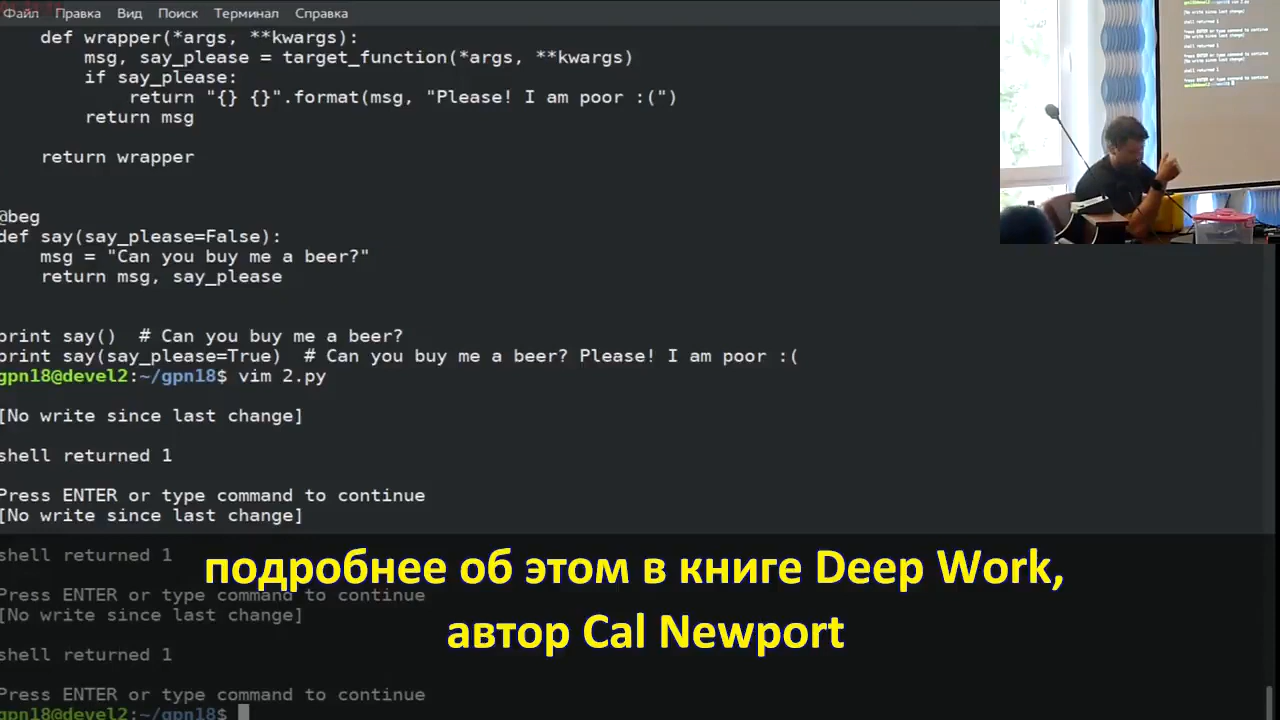 Файл Правка Вид Поиск Терминал Справка
def wrapper(*args, **kwargs):
msg, say_please = target_function(*args, **kwargs)
if say_please:
return "{} {}".format(msg, "Please! I am poor :(")
return msg
return wrapper
@beg
def say(say_please=False):
msg = "Can you buy me a beer?"
return msg, say_please
print say()  # Can you buy me a beer?
print say(say_please=True)  # Can you buy me a beer? Please! I am poor :(
gpn18@devel2:~/gpn18$ vim 2.py
[No write since last change]
shell returned 1
Press ENTER or type command to continue
[No write since last change]
shell returned 1
Press ENTER or type command to continue
[No write since last change]
shell returned 1
Press ENTER or type command to continue
gpn18@devel2:~/gpn18$
подробнее об этом в книге Deep Work,
автор Cal Newport